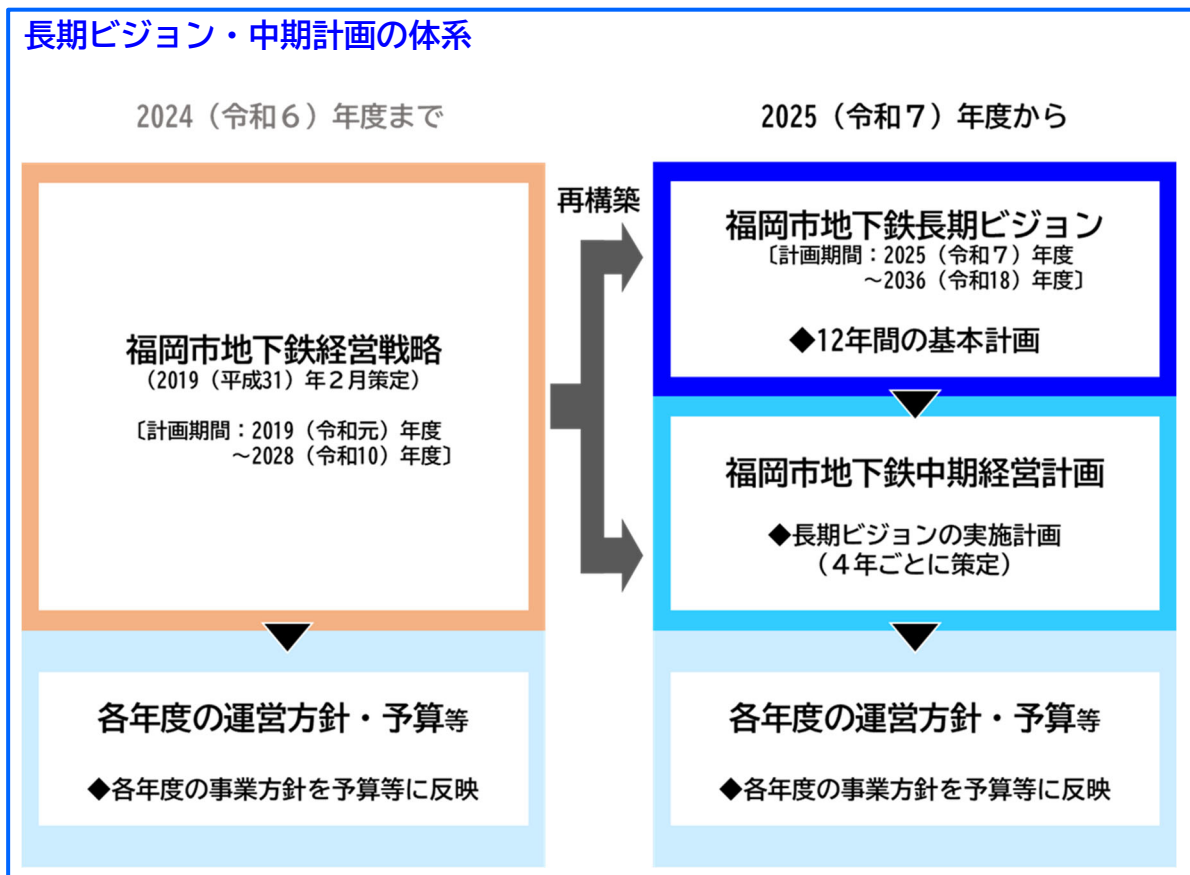 長期ビジョン・中期計画の体系
2024（令和６）年度まで
福岡市地下鉄経営戦略
（2019（平成31）年２月策定）
〔計画期間：2019（令和元）年度
～2028（令和10）年度〕
各年度の運営方針・予算等
◆各年度の事業方針を予算等に反映
再構築
2025（令和７）年度から
福岡市地下鉄長期ビジョン
〔計画期間：2025（令和７）年度
～2036（令和18）年度〕
◆12年間の基本計画
福岡市地下鉄中期経営計画
◆長期ビジョンの実施計画
（４年ごとに策定）
各年度の運営方針・予算等
◆各年度の事業方針を予算等に反映